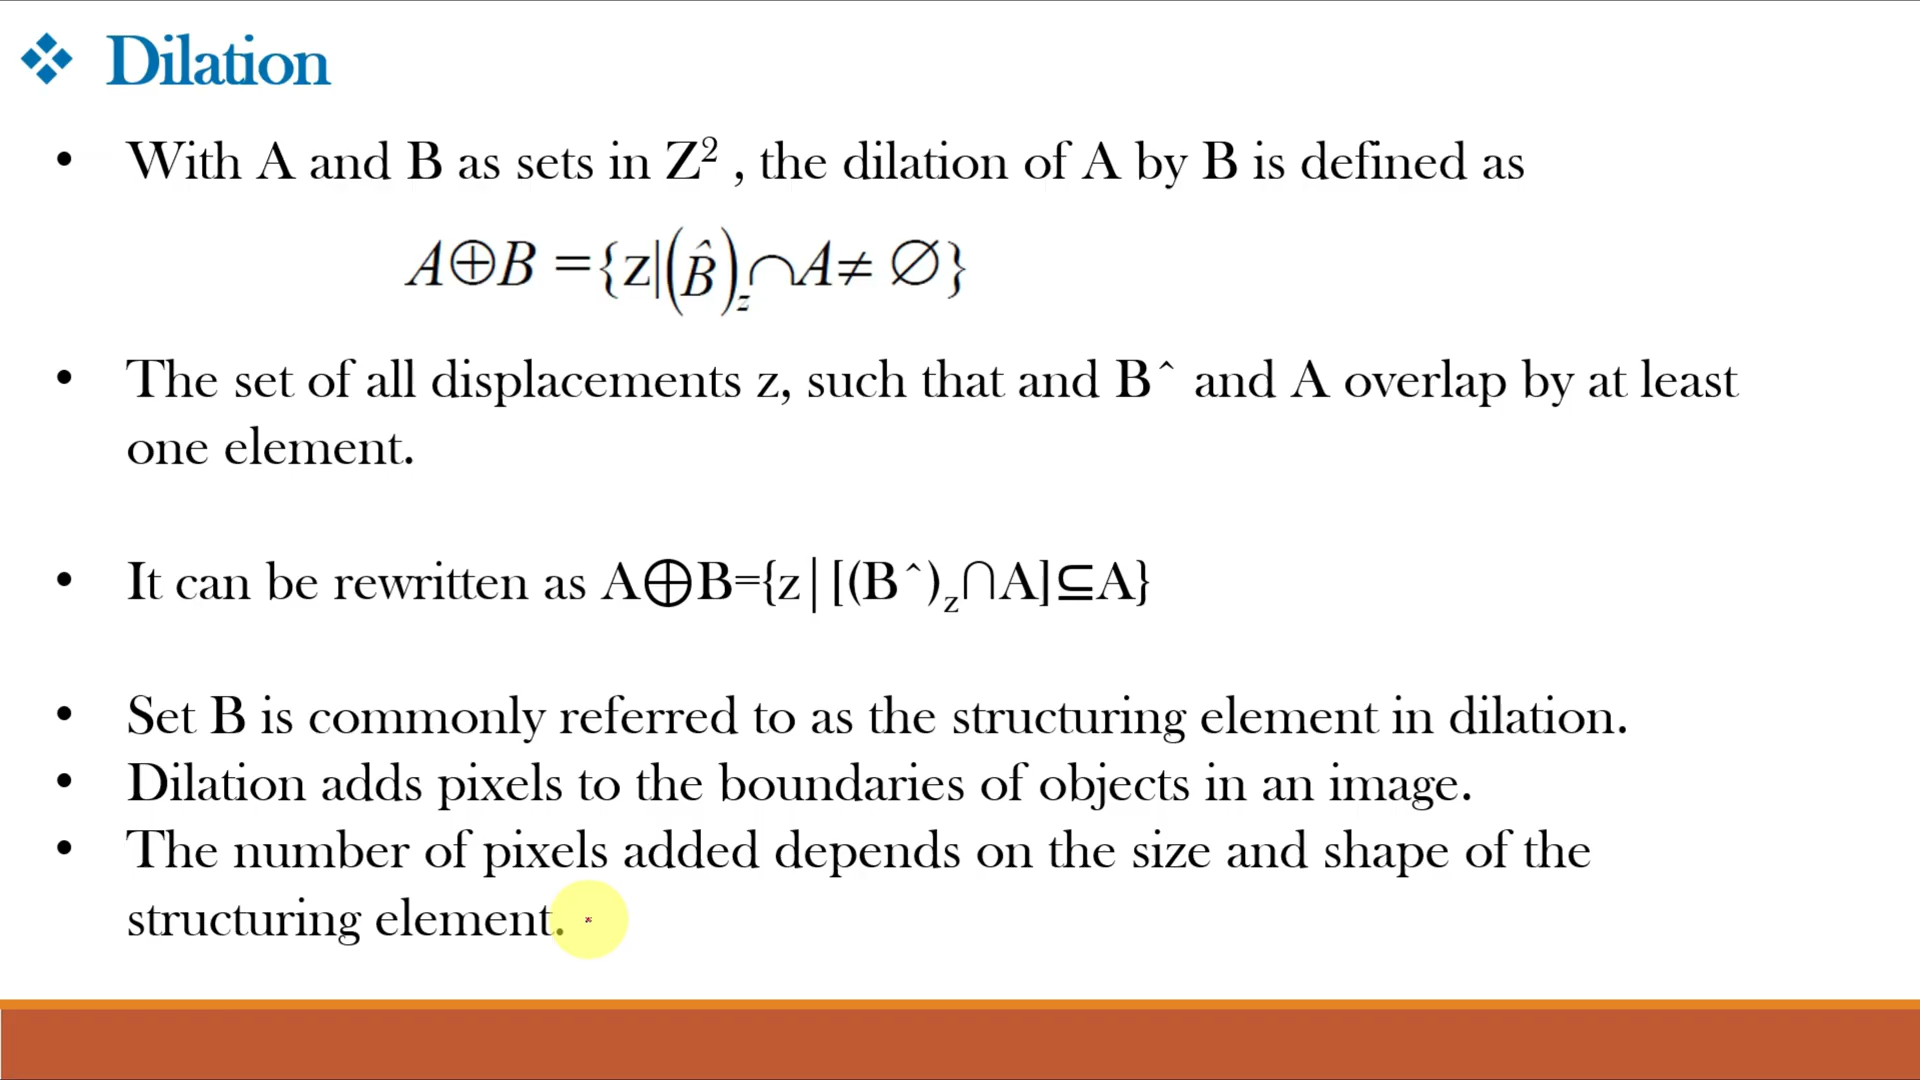 ❖ Dilation
• With A and B as sets in Z² , the dilation of A by B is defined as
A⊕B ={z|(B̂)z∩A≠ ∅}
• The set of all displacements z, such that and Bˆ and A overlap by at least
one element.
• It can be rewritten as A⊕B={z|[(Bˆ)z∩A]⊆A}
• Set B is commonly referred to as the structuring element in dilation.
• Dilation adds pixels to the boundaries of objects in an image.
• The number of pixels added depends on the size and shape of the
structuring element.